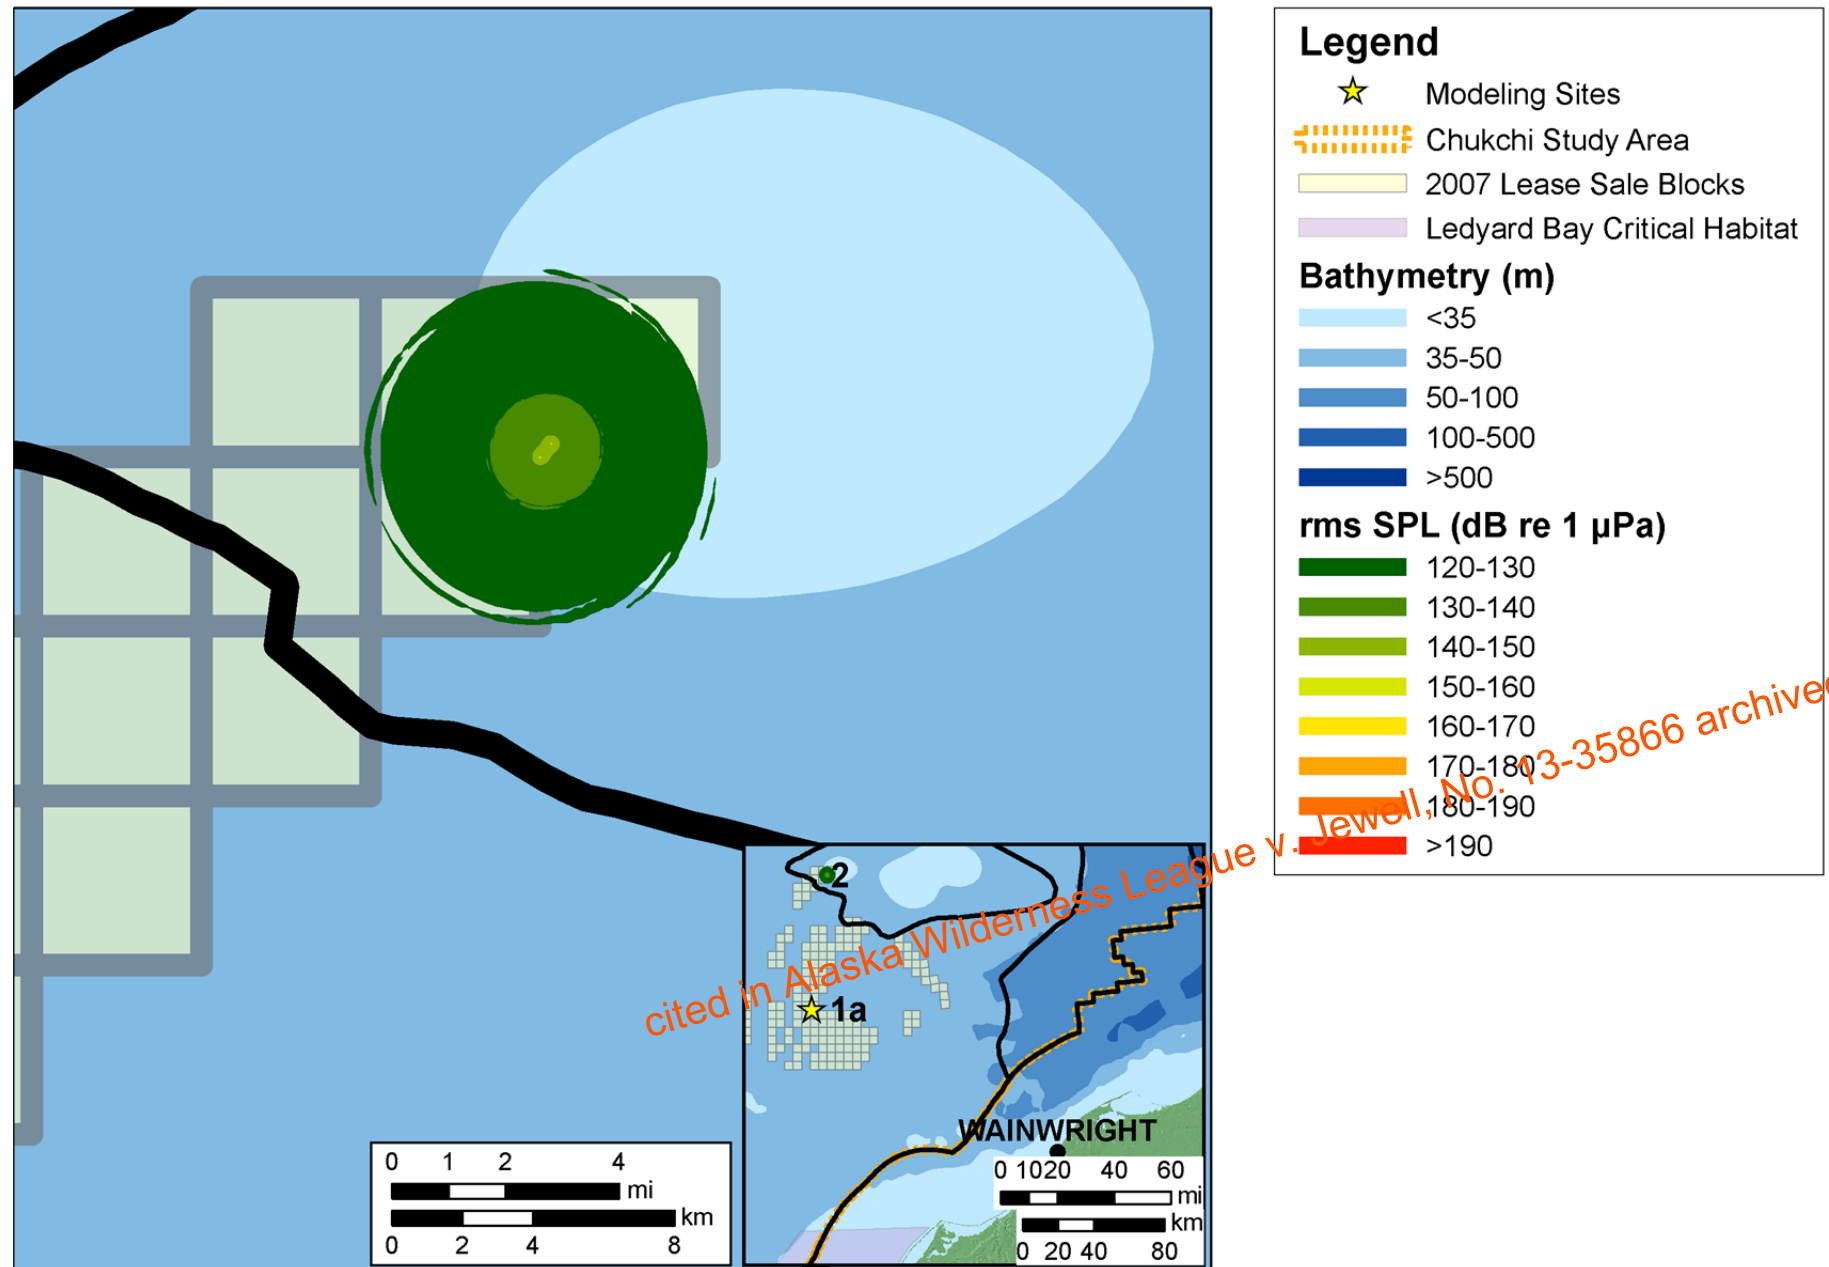 Legend
Modeling Sites
Chukchi Study Area
2007 Lease Sale Blocks
Ledyard Bay Critical Habitat
Bathymetry (m)
<35
35-50
50-100
100-500
>500
rms SPL (dB re 1 µPa)
120-130
130-140
140-150
150-160
160-170
170-180
180-190
>190
cited in Alaska Wilderness League v. Jewell, No. 13-35866 archived
2
1a
WAINWRIGHT
0 1 2 4
mi
km
0 2 4 8
0 10 20 40 60
mi
km
0 20 40 80